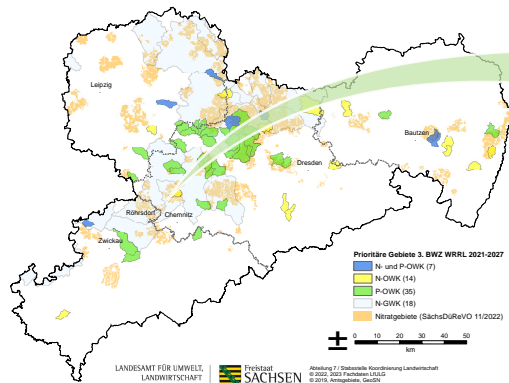 Leipzig
Bautzen
Dresden
Röhrsdorf
Chemnitz
Zwickau
Prioritäre Gebiete 3. BWZ WRRL 2021-2027
N- und P-OWK (7)
N-OWK (14)
P-OWK (35)
N-GWK (18)
Nitratgebiete (SächsDüReVO 11/2022)
0 10 20 30 40 50
km
LANDESAMT FÜR UMWELT,
LANDWIRTSCHAFT
Freistaat
SACHSEN
Abteilung 7 / Stabsstelle Koordinierung Landwirtschaft
© 2022, 2023 Fachdaten LfULG
© 2019, Amtsgebiete, GeoSN